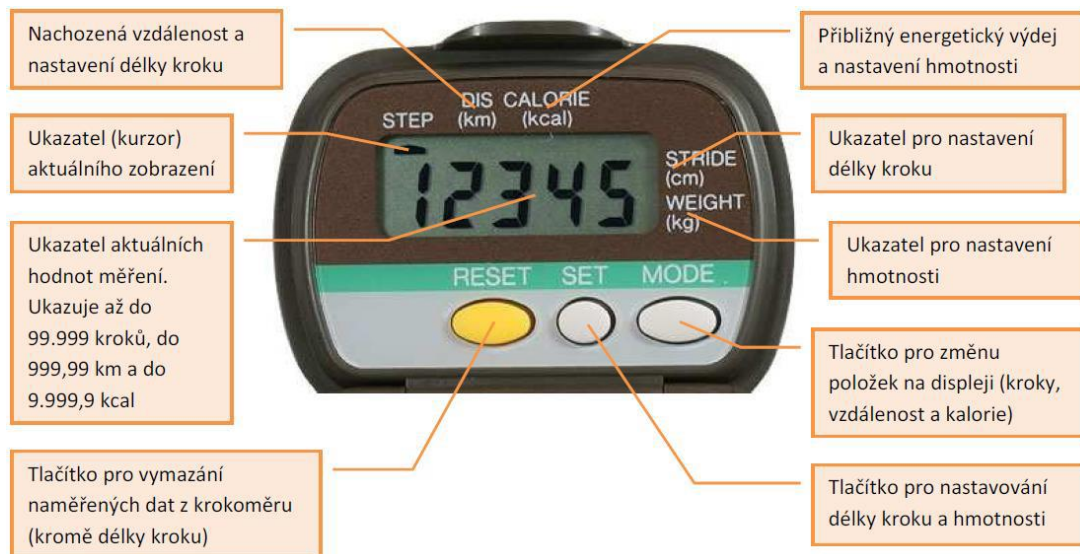 Nachozená vzdálenost a
nastavení délky kroku
Ukazatel (kurzor)
aktuálního zobrazení
Ukazatel aktuálních
hodnot měření.
Ukazuje až do
99.999 kroků, do
999,99 km a do
9.999,9 kcal
Tlačítko pro vymazání
naměřených dat z krokoměru
(kromě délky kroku)
STEP
DIS
(km)
CALORIE
(kcal)
12345
STRIDE
(cm)
WEIGHT
(kg)
RESET SET MODE
Přibližný energetický výdej
a nastavení hmotnosti
Ukazatel pro nastavení
délky kroku
Ukazatel pro nastavení
hmotnosti
Tlačítko pro změnu
položek na displeji (kroky,
vzdálenost a kalorie)
Tlačítko pro nastavování
délky kroku a hmotnosti